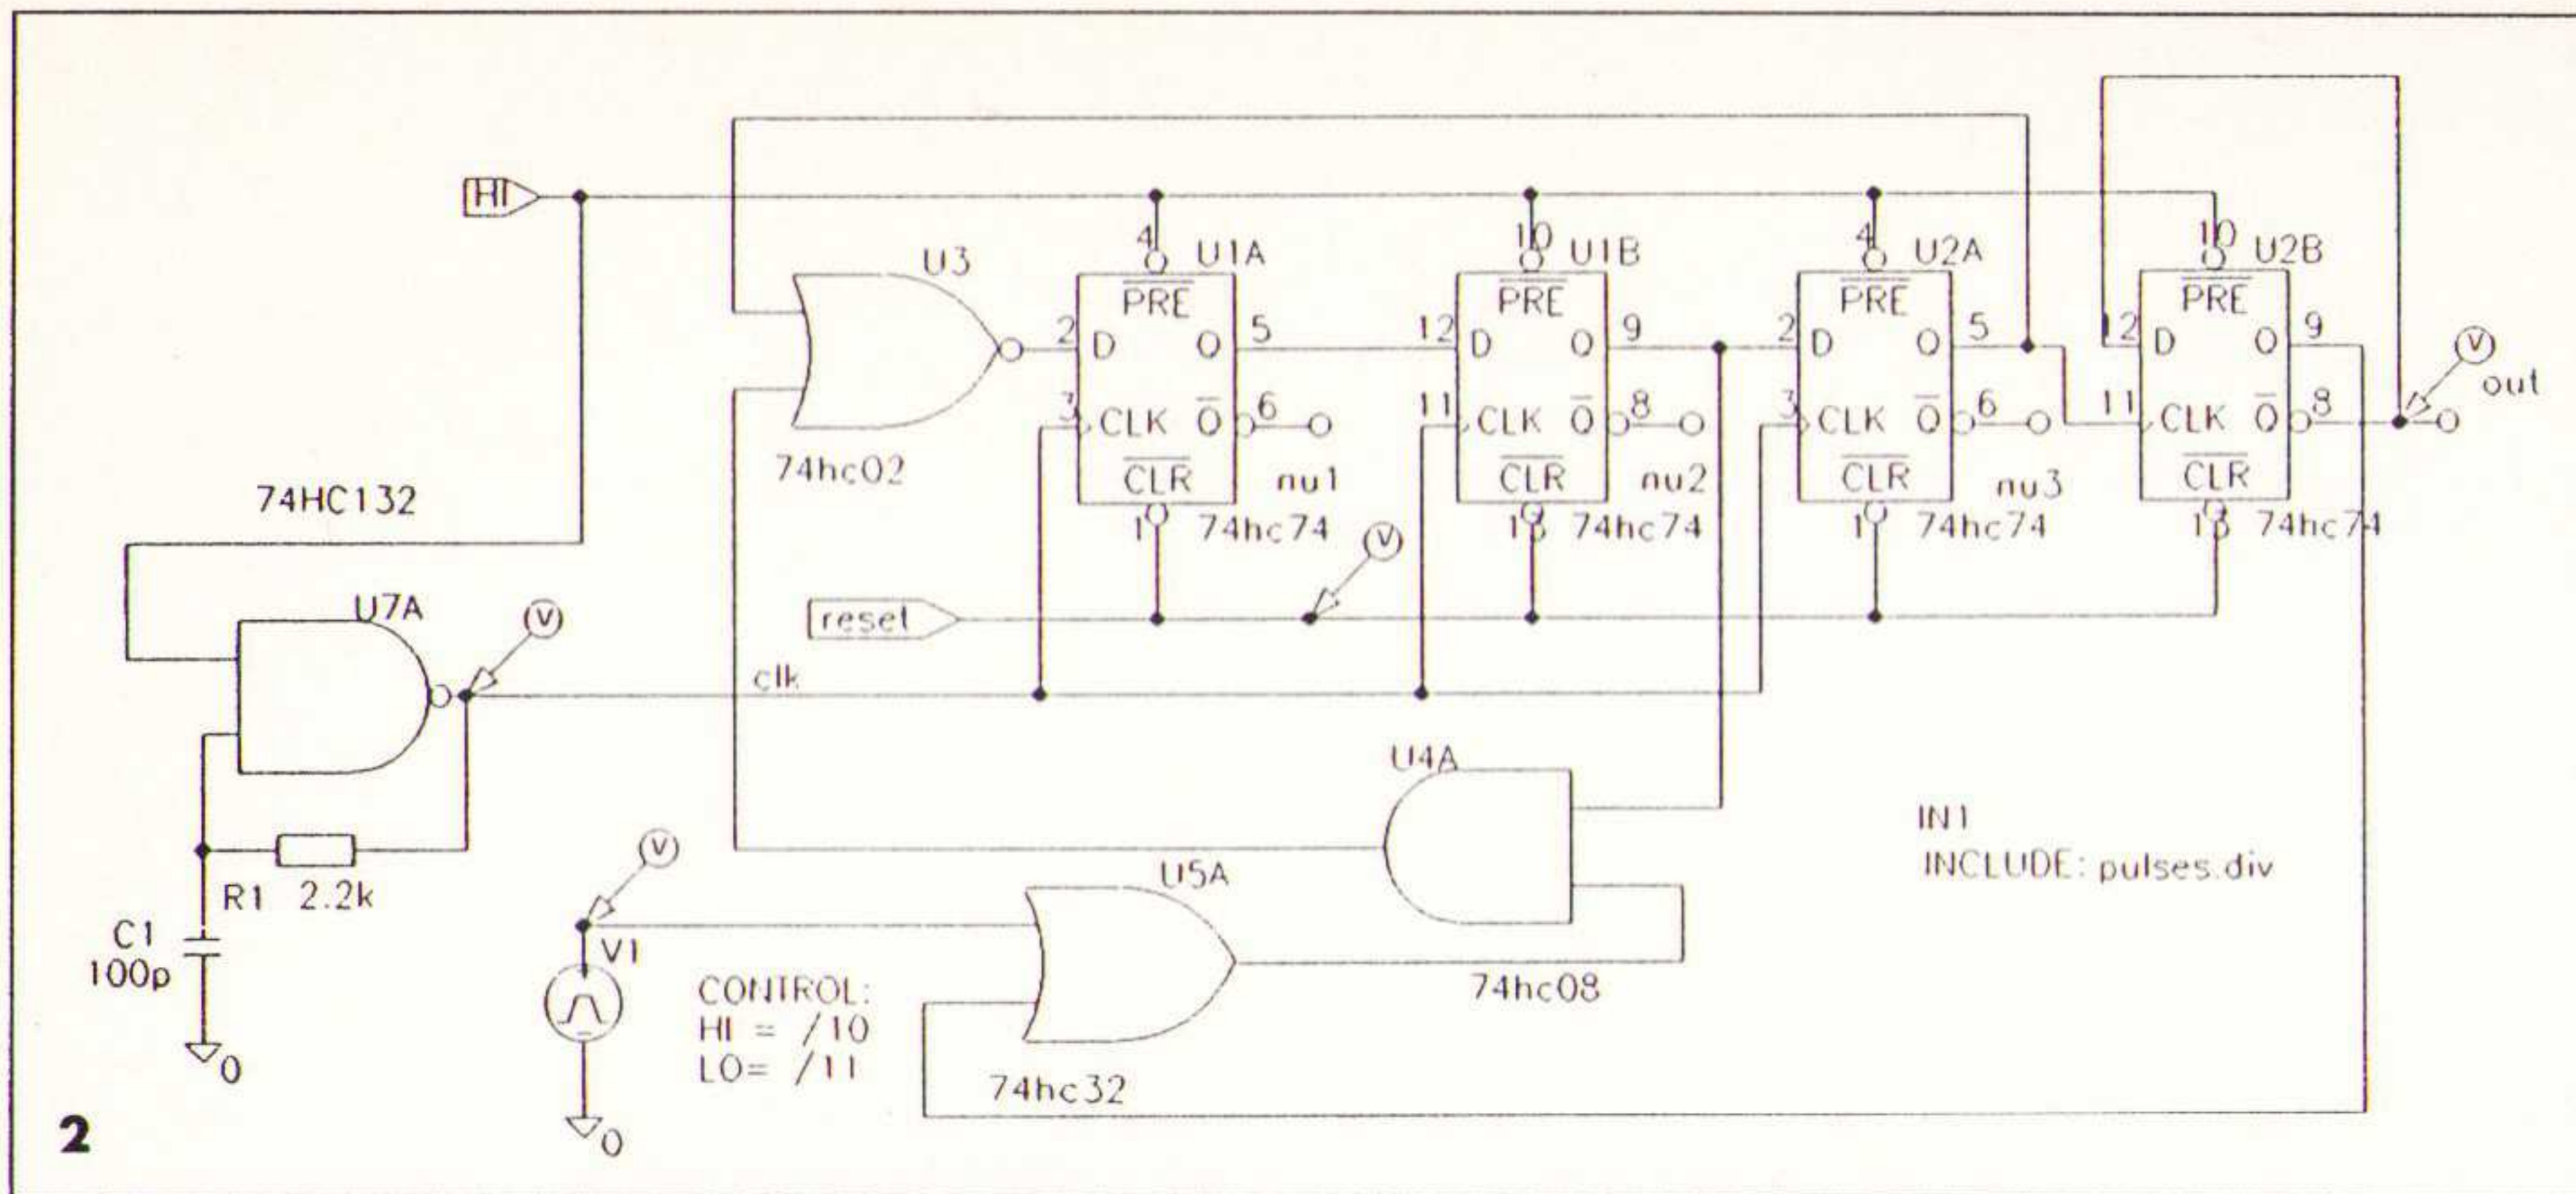 HI
4
U1A
10
U1B
4
U2A
10
U2B
U3
PRE
PRE
PRE
PRE
2
D
Q
5
12
D
Q
9
2
D
Q
5
12
D
Q
9
V
out
3
CLK
Q
6
11
CLK
Q
8
3
CLK
Q
6
11
CLK
Q
8
74hc02
CLR
nu1
CLR
nu2
CLR
nu3
CLR
74HC132
1
74hc74
13
74hc74
1
74hc74
13
74hc74
V
U7A
V
reset
clk
U4A
V
U5A
IN1
INCLUDE: pulses.div
R1 2.2k
C1
100p
V1
CONTROL:
HI = /10
LO= /11
74hc08
0
74hc32
0
2